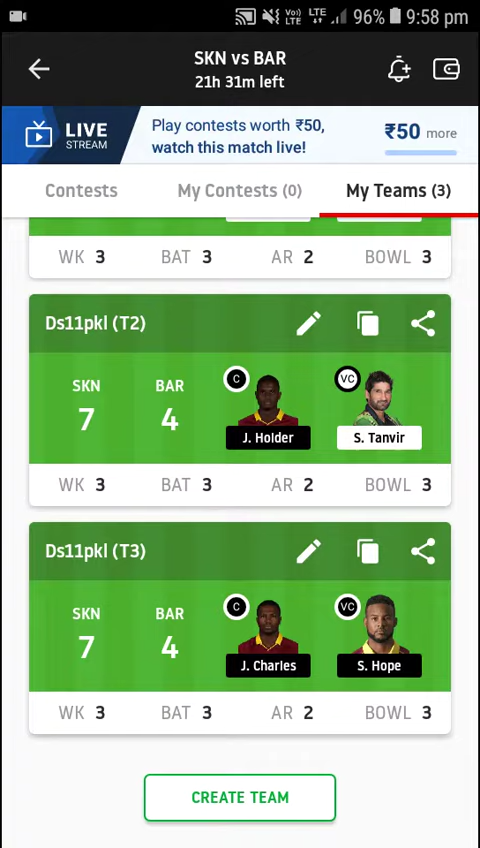 VoD LTE LTE 96% 9:58 pm
SKN vs BAR
21h 31m left
LIVE STREAM
Play contests worth ₹50,
watch this match live!
₹50 more
Contests My Contests (0) My Teams (3)
WK 3 BAT 3 AR 2 BOWL 3
Ds11pkl (T2)
SKN BAR C VC
7 4
J. Holder S. Tanvir
WK 3 BAT 3 AR 2 BOWL 3
Ds11pkl (T3)
SKN BAR C VC
7 4
J. Charles S. Hope
WK 3 BAT 3 AR 2 BOWL 3
CREATE TEAM